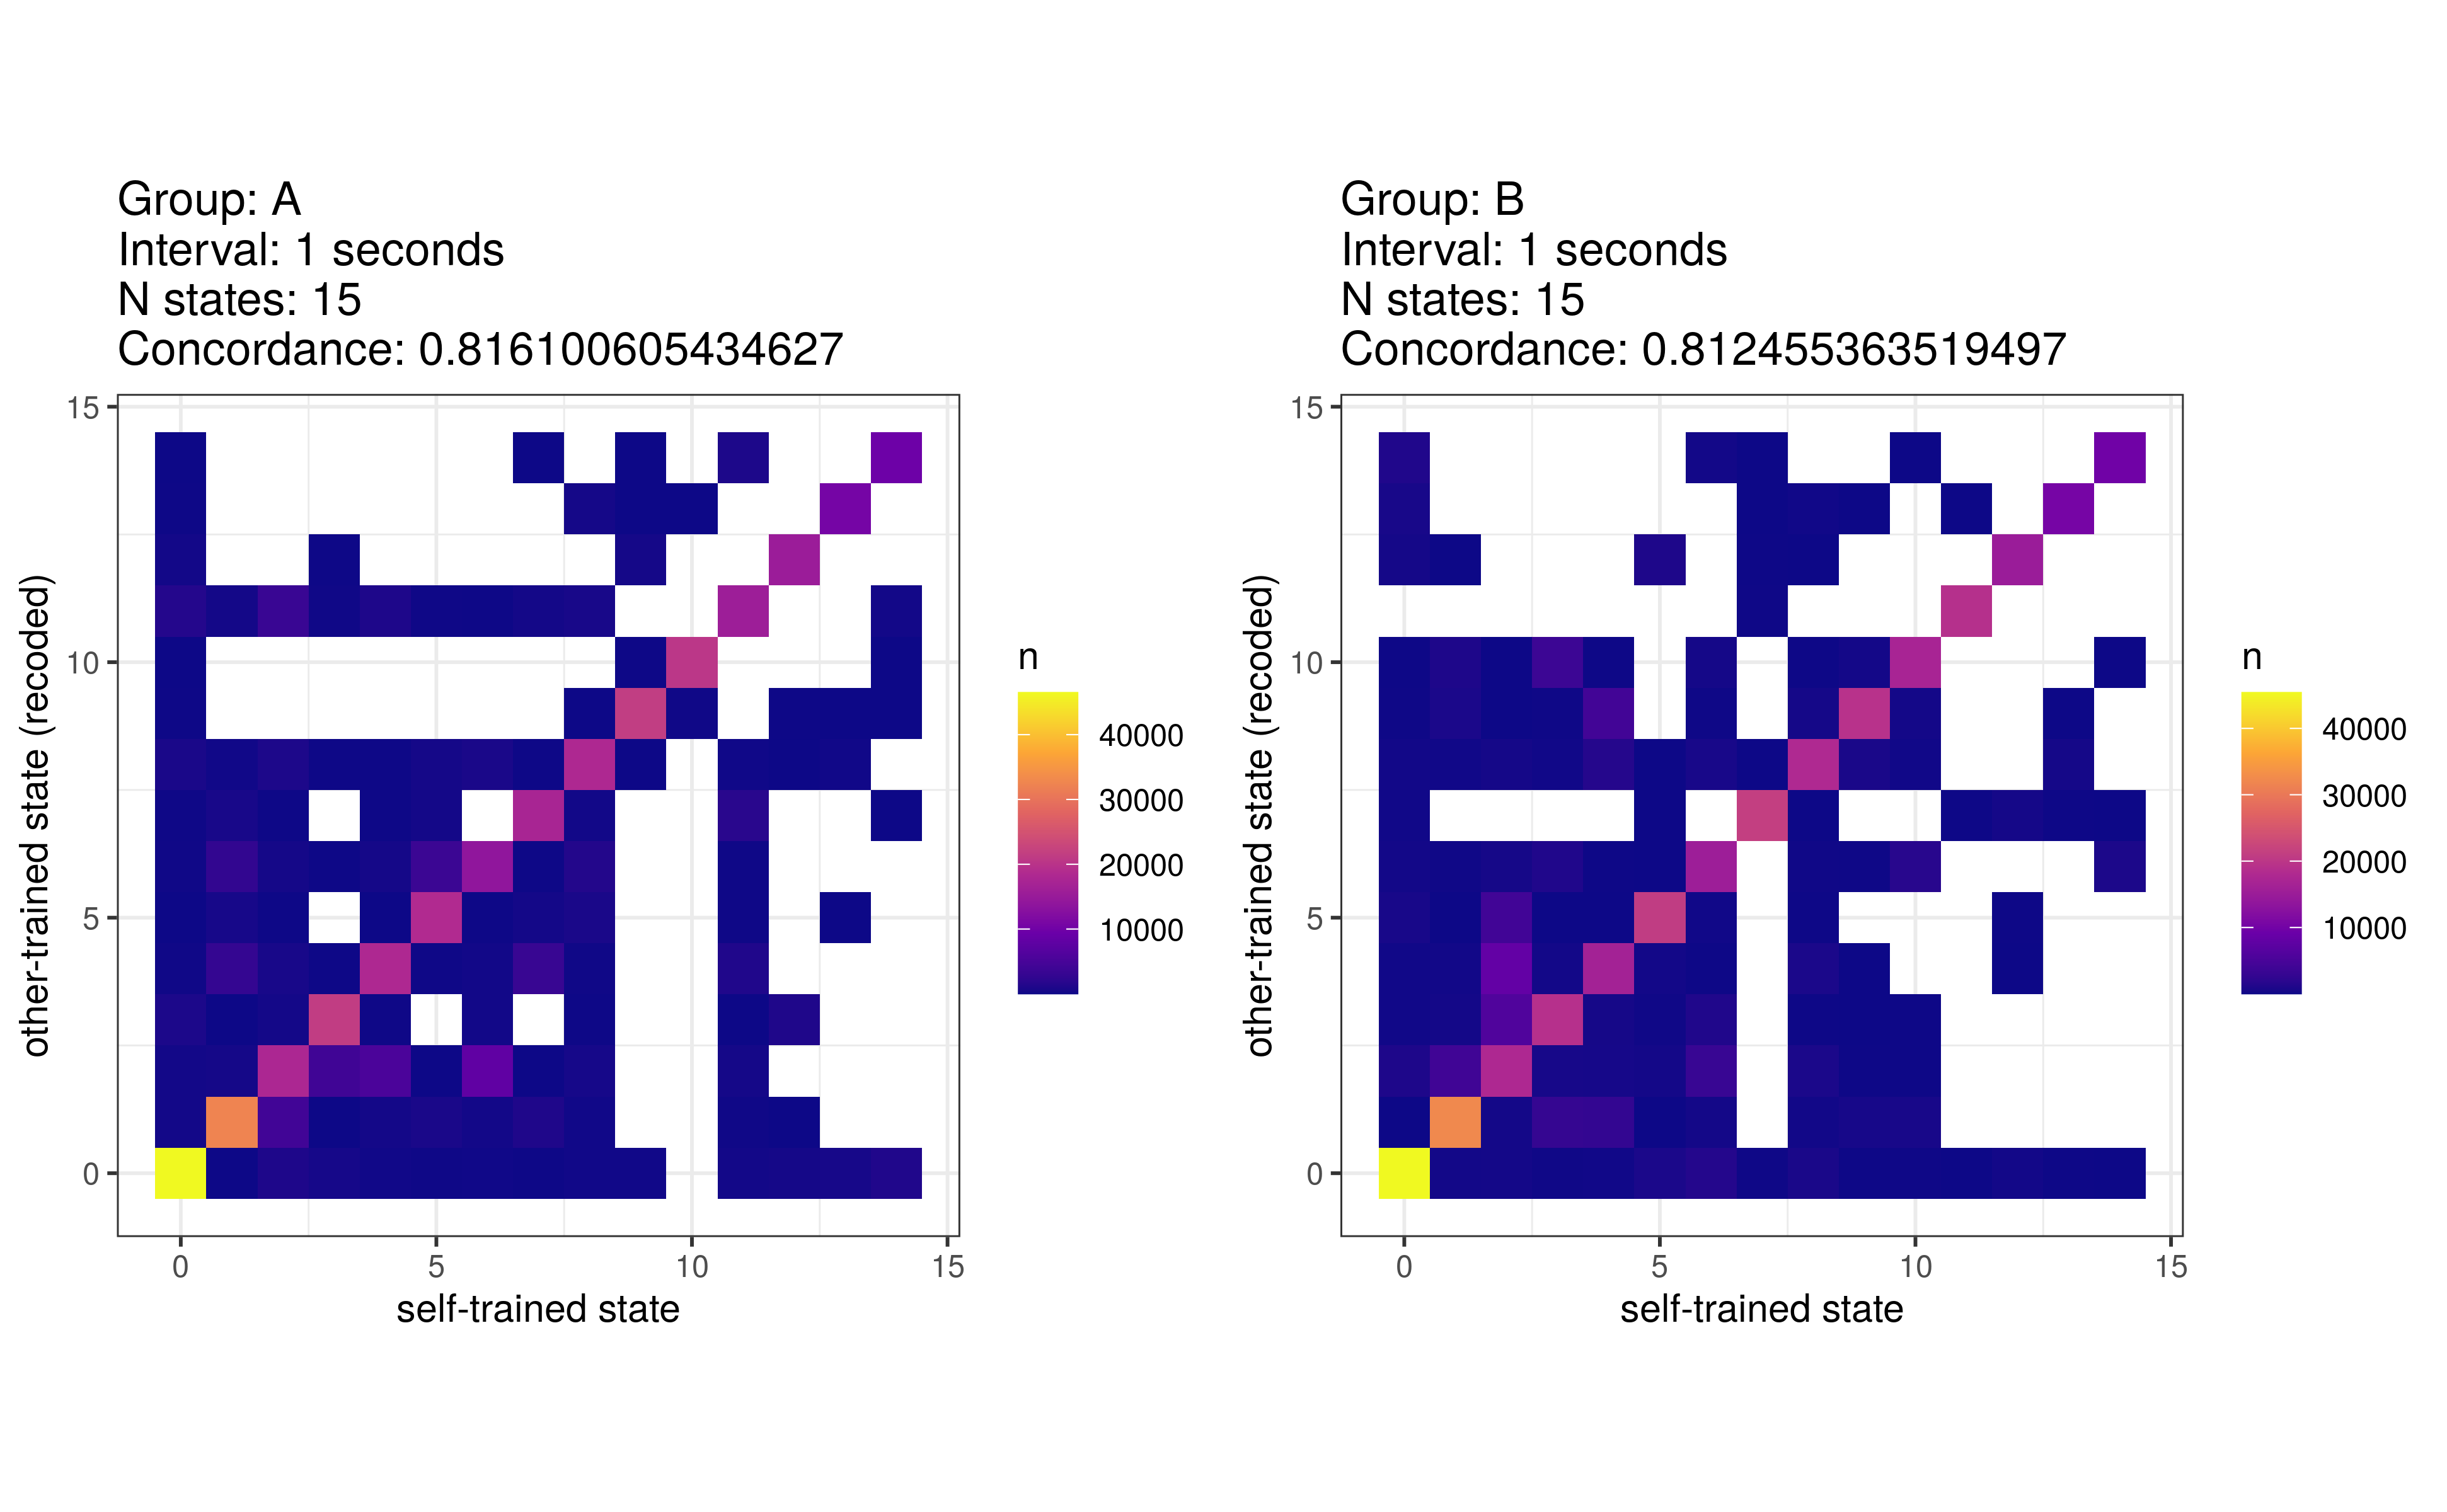 Group: A
Interval: 1 seconds
N states: 15
Concordance: 0.816100605434627
15
10
5
0
other-trained state (recoded)
0 5 10 15
self-trained state
n
40000
30000
20000
10000
Group: B
Interval: 1 seconds
N states: 15
Concordance: 0.812455363519497
15
10
5
0
other-trained state (recoded)
0 5 10 15
self-trained state
n
40000
30000
20000
10000